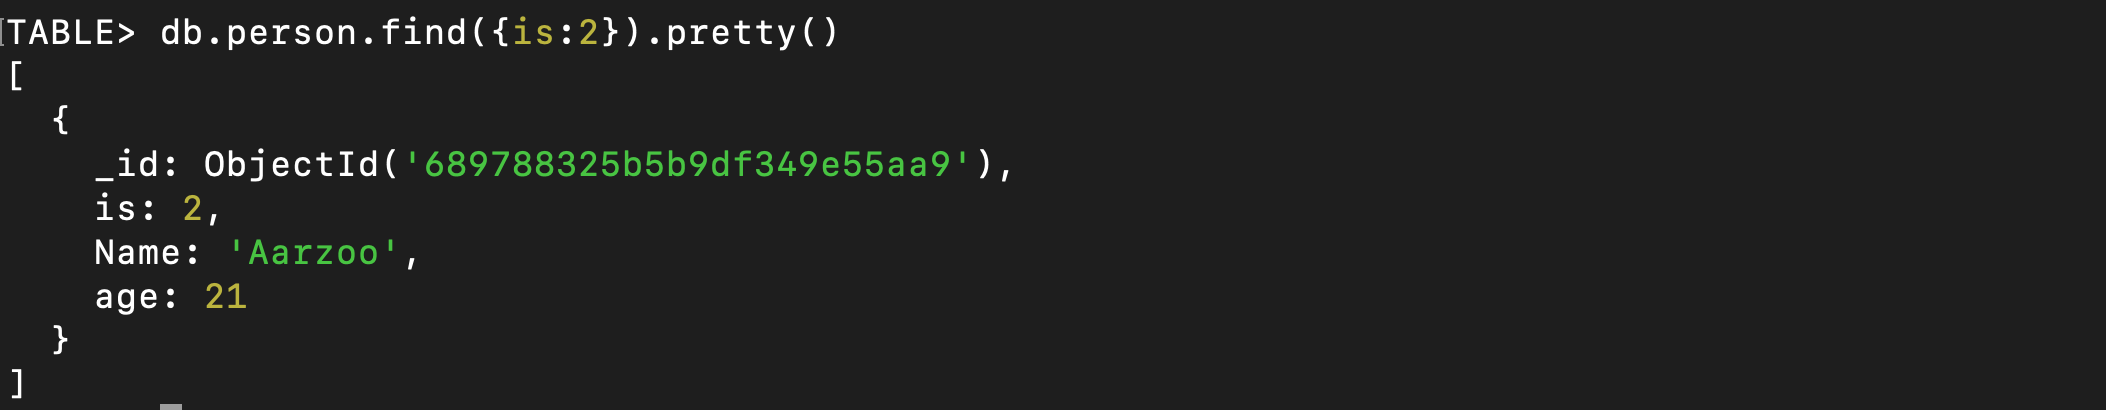 [TABLE> db.person.find({is:2}).pretty()
[
  {
    _id: ObjectId('689788325b5b9df349e55aa9'),
    is: 2,
    Name: 'Aarzoo',
    age: 21
  }
]